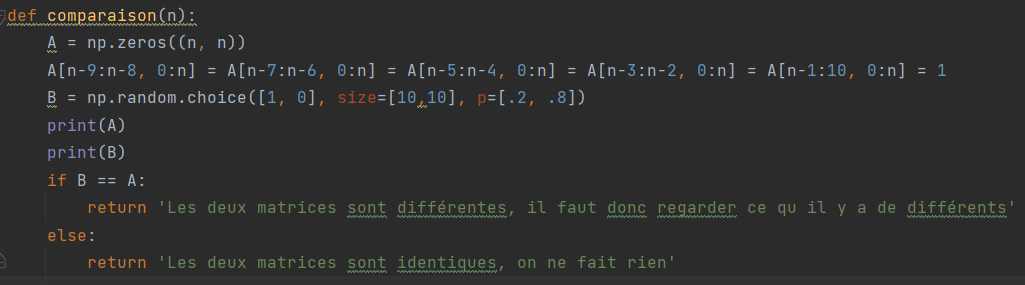 def comparaison(n):
    A = np.zeros((n, n))
    A[n-9:n-8, 0:n] = A[n-7:n-6, 0:n] = A[n-5:n-4, 0:n] = A[n-3:n-2, 0:n] = A[n-1:10, 0:n] = 1
    B = np.random.choice([1, 0], size=[10,10], p=[.2, .8])
    print(A)
    print(B)
    if B == A:
        return 'Les deux matrices sont différentes, il faut donc regarder ce qu il y a de différents'
    else:
        return 'Les deux matrices sont identiques, on ne fait rien'